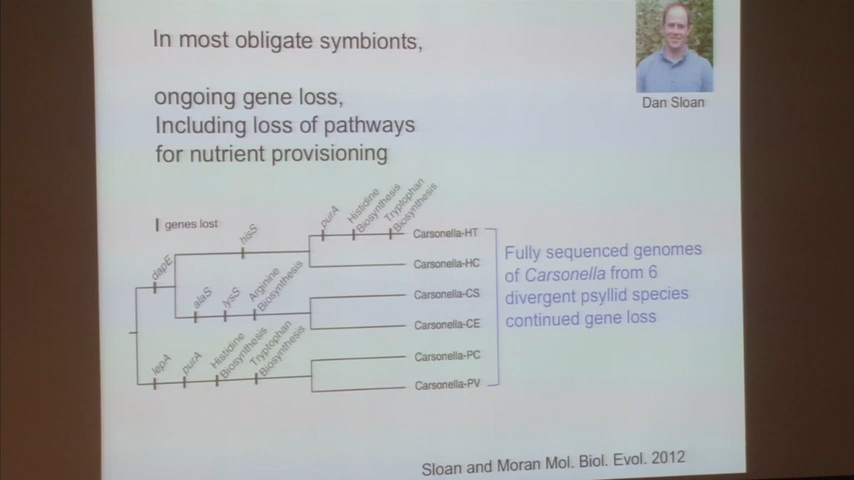 In most obligate symbionts,
Dan Sloan
ongoing gene loss,
Including loss of pathways
for nutrient provisioning
genes lost
dapE
hisS
purA
Histidine
Biosynthesis
Tryptophan
Biosynthesis
alaS
lysS
Arginine
Biosynthesis
lepA
purA
Histidine
Biosynthesis
Tryptophan
Biosynthesis
Carsonella-HT
Carsonella-HC
Carsonella-CS
Carsonella-CE
Carsonella-PC
Carsonella-PV
Fully sequenced genomes
of Carsonella from 6
divergent psyllid species
continued gene loss
Sloan and Moran Mol. Biol. Evol. 2012